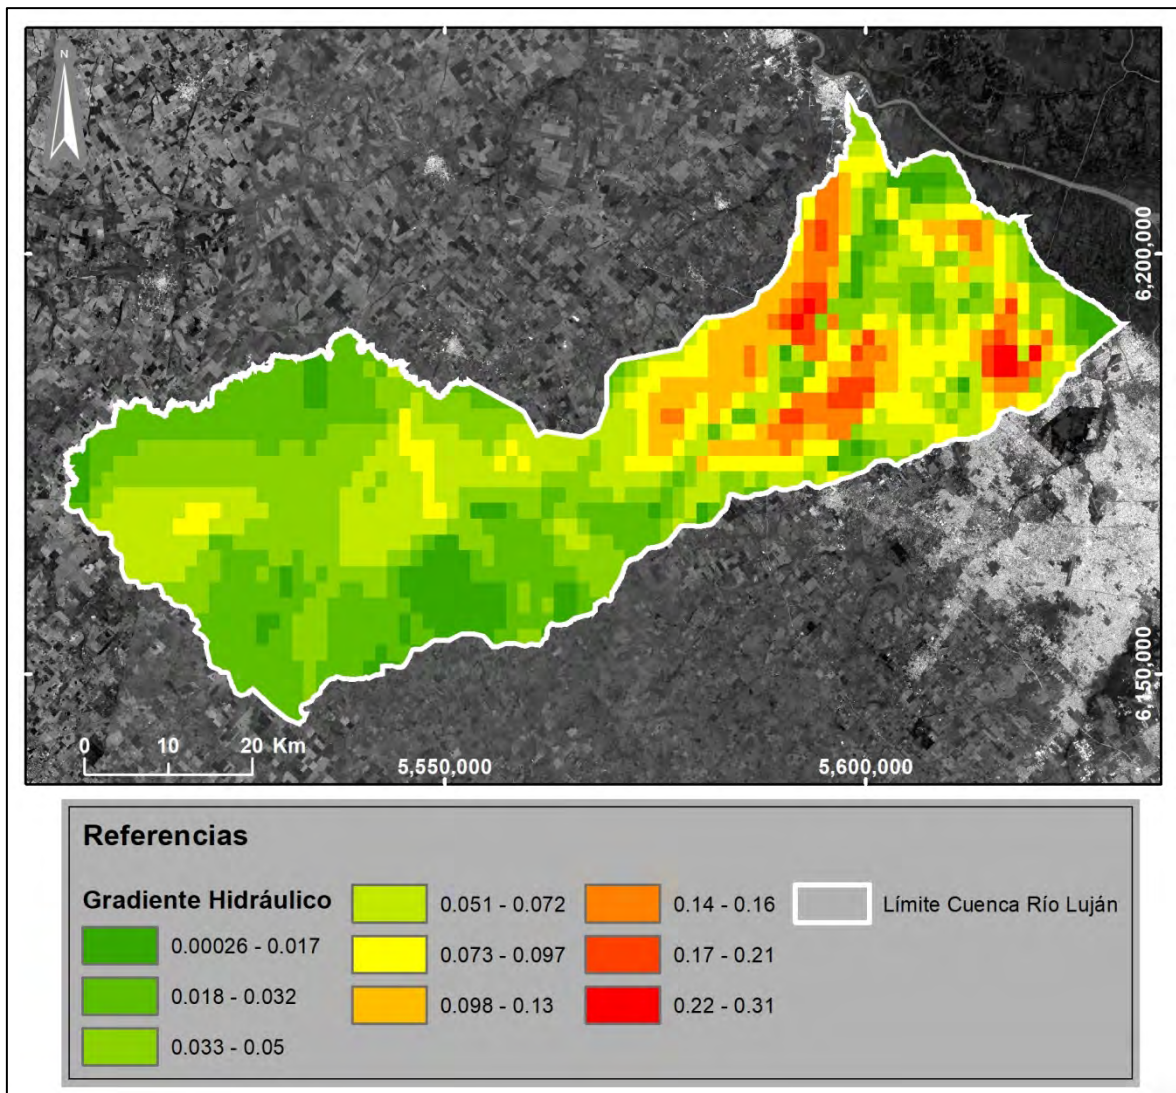 N
6,200,000
6,150,000
0 10 20 Km
5,550,000 5,600,000
Referencias
Gradiente Hidráulico
0.00026 - 0.017
0.018 - 0.032
0.033 - 0.05
0.051 - 0.072
0.073 - 0.097
0.098 - 0.13
0.14 - 0.16
0.17 - 0.21
0.22 - 0.31
Límite Cuenca Río Luján